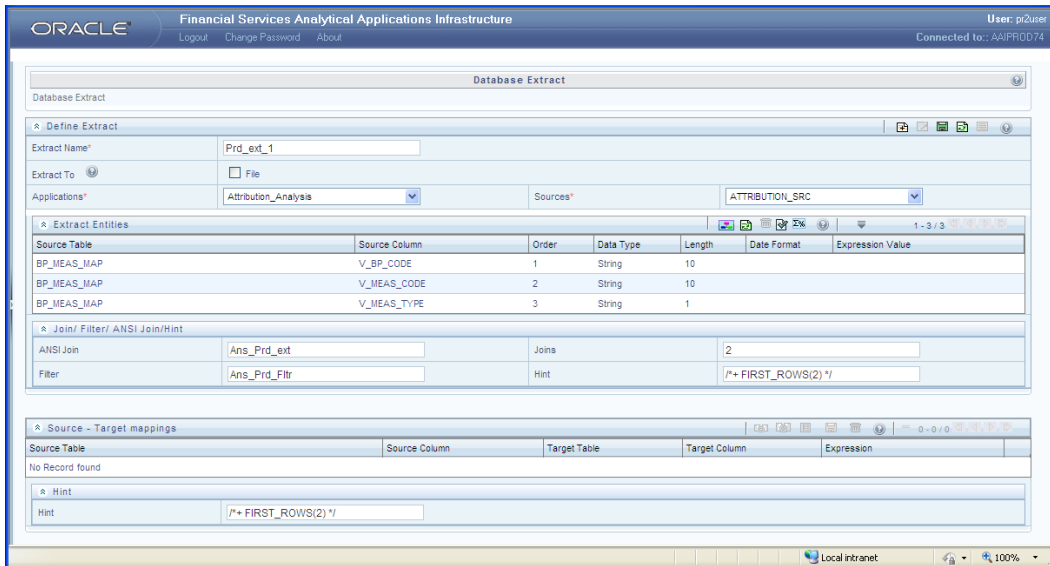 ORACLE
Financial Services Analytical Applications Infrastructure
User: pr2user
Logout Change Password About
Connected to:: AAIPROD74
Database Extract
Database Extract
Define Extract
Extract Name* Prd_ext_1
Extract To File
Applications* Attribution_Analysis Sources* ATTRIBUTION_SRC
Extract Entities 1 - 3 / 3
Source Table Source Column Order Data Type Length Date Format Expression Value
BP_MEAS_MAP V_BP_CODE 1 String 10
BP_MEAS_MAP V_MEAS_CODE 2 String 10
BP_MEAS_MAP V_MEAS_TYPE 3 String 1
Join/ Filter/ ANSI Join/Hint
ANSI Join Ans_Prd_ext Joins 2
Filter Ans_Prd_Fltr Hint /*+ FIRST_ROWS(2) */
Source - Target mappings 0 - 0 / 0
Source Table Source Column Target Table Target Column Expression
No Record found
Hint
Hint /*+ FIRST_ROWS(2) */
Local intranet 100%